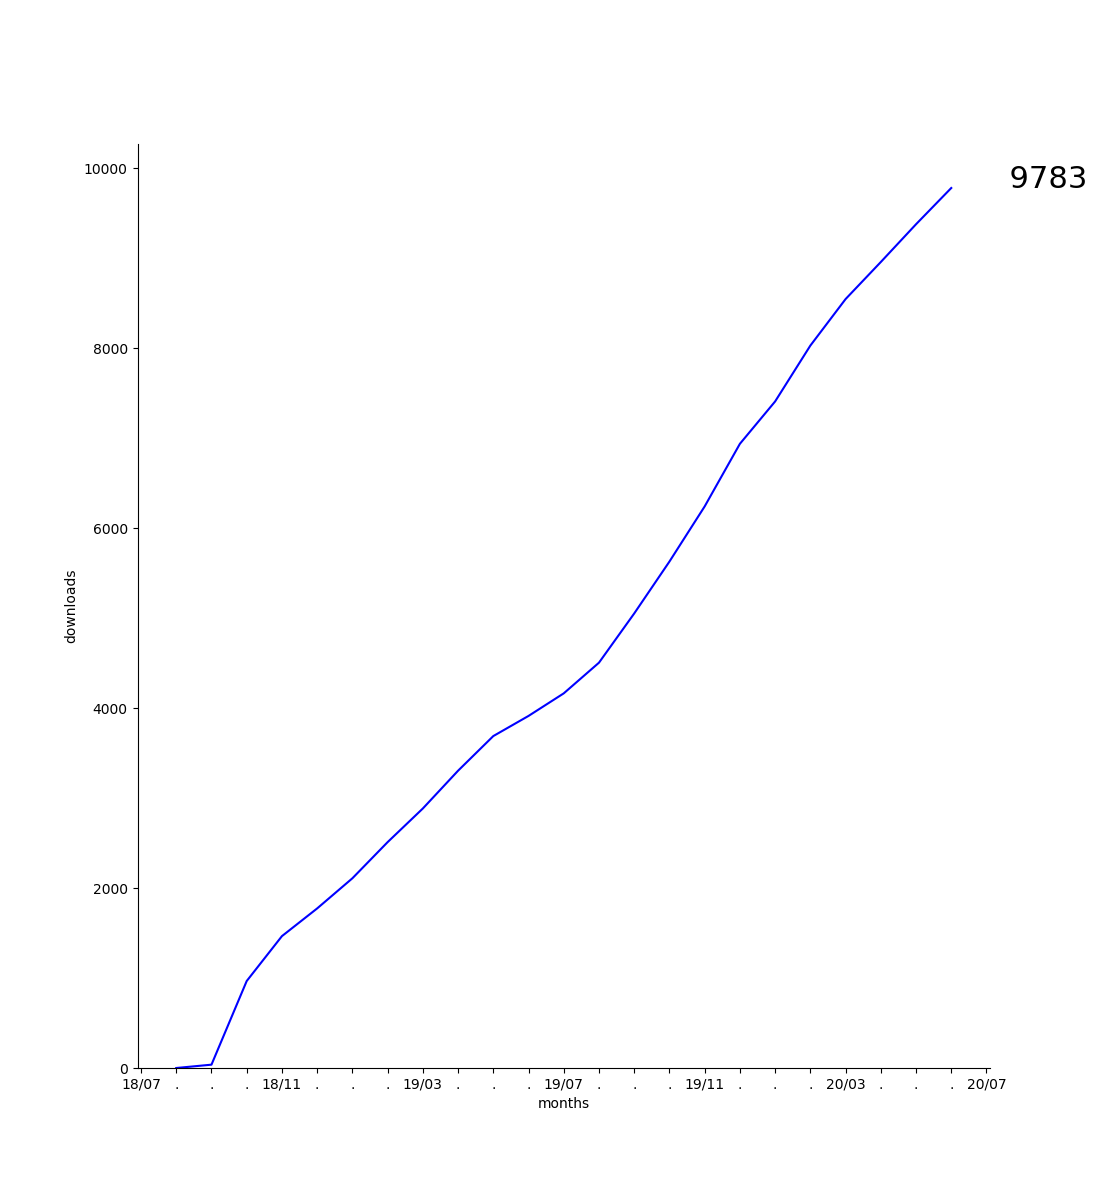 9783
10000
8000
6000
4000
2000
0
downloads
18/07 . . . 18/11 . . . 19/03 . . . 19/07 . . . 19/11 . . . 20/03 . . . 20/07
months